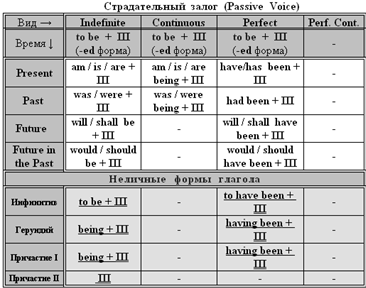 Страдательный залог (Passive Voice)
Вид → Indefinite Continuous Perfect Perf. Cont.
Время ↓ to be + III to be + III to be + III -
(-ed форма) (-ed форма) (-ed форма)
Present am / is / are + am / is / are have/has been + -
III being + III III
Past was / were + was / were had been + III -
III being + III
Future will / shall be - will / shall have -
+ III been + III
Future in would / should - would / should -
the Past be + III have been + III
Неличные формы глагола
Инфинитив to be + III - to have been + -
III
Герундий being + III - having been + -
III
Причастие I being + III - having been + -
III
Причастие II III - - -